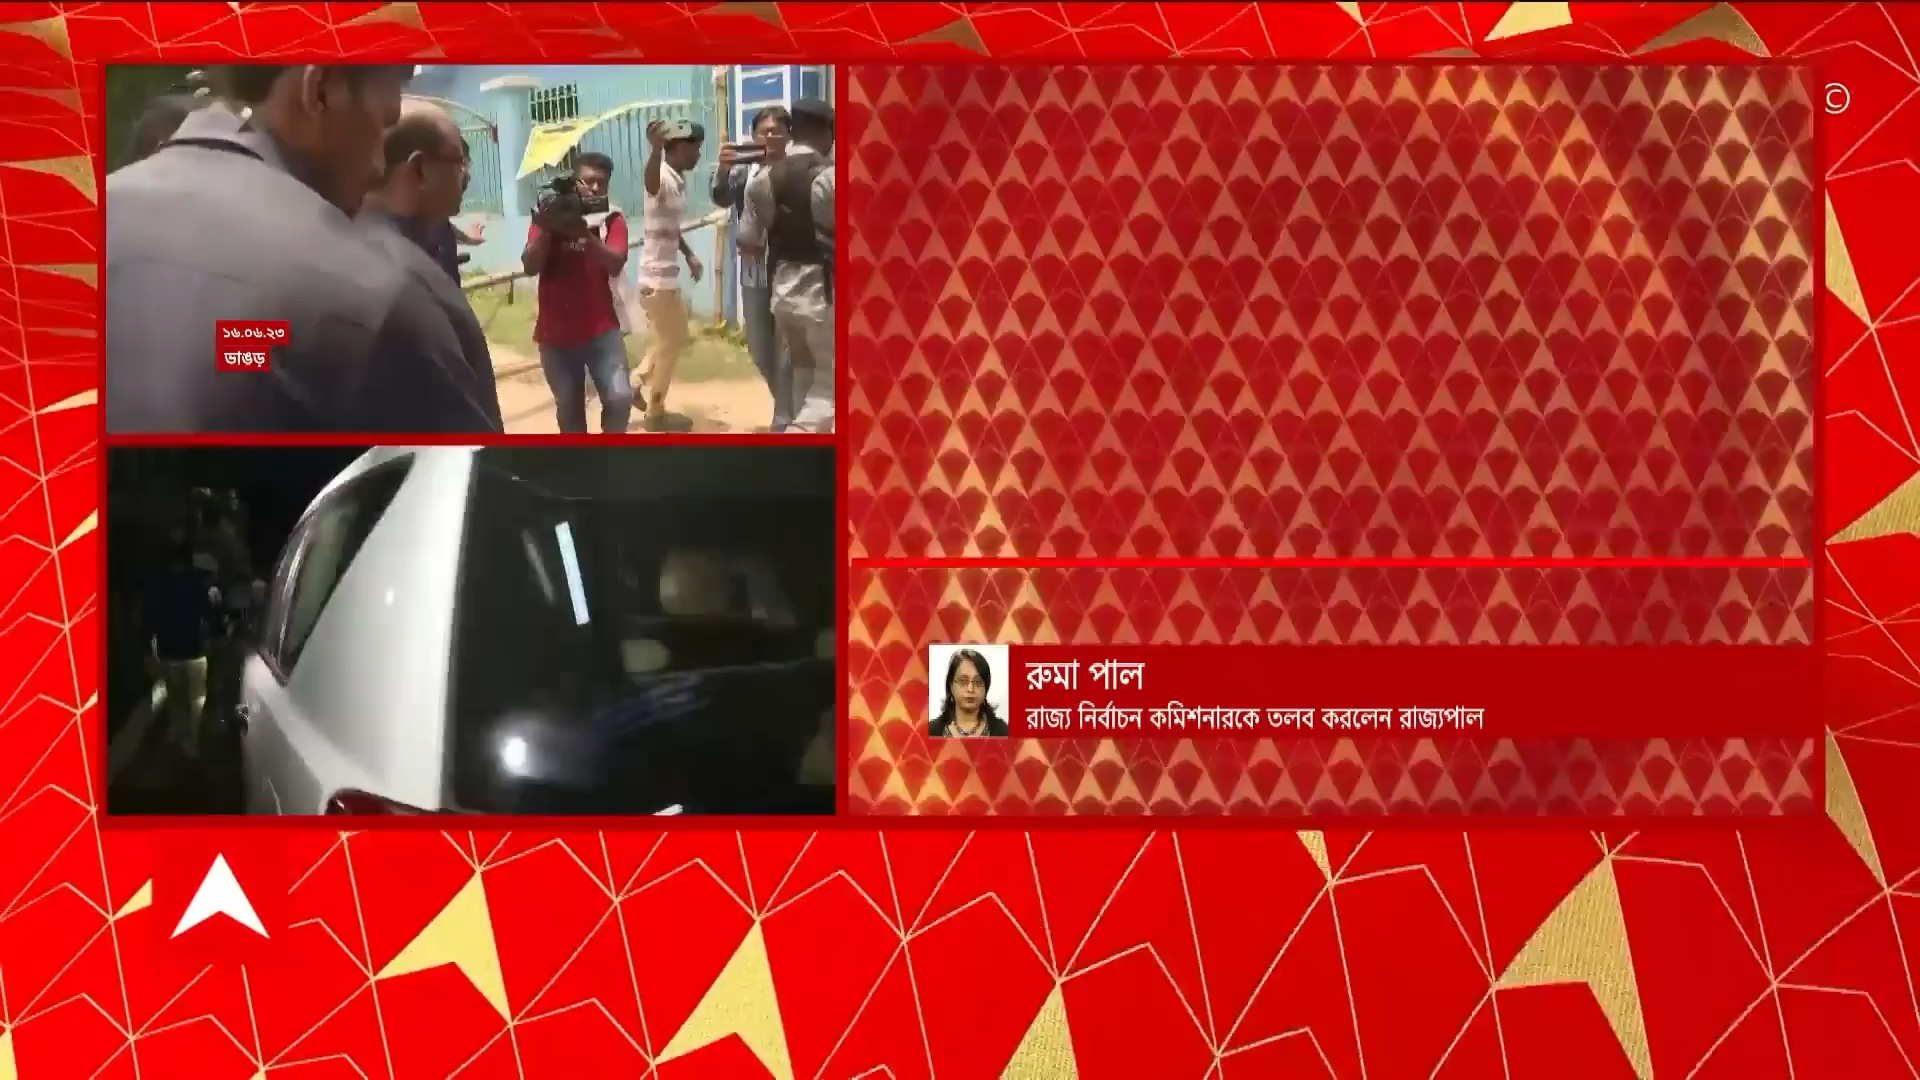 ©
১৬.০৬.২৩
ভাঙড়
রুমা পাল
রাজ্য নির্বাচন কমিশনারকে তলব করলেন রাজ্যপাল